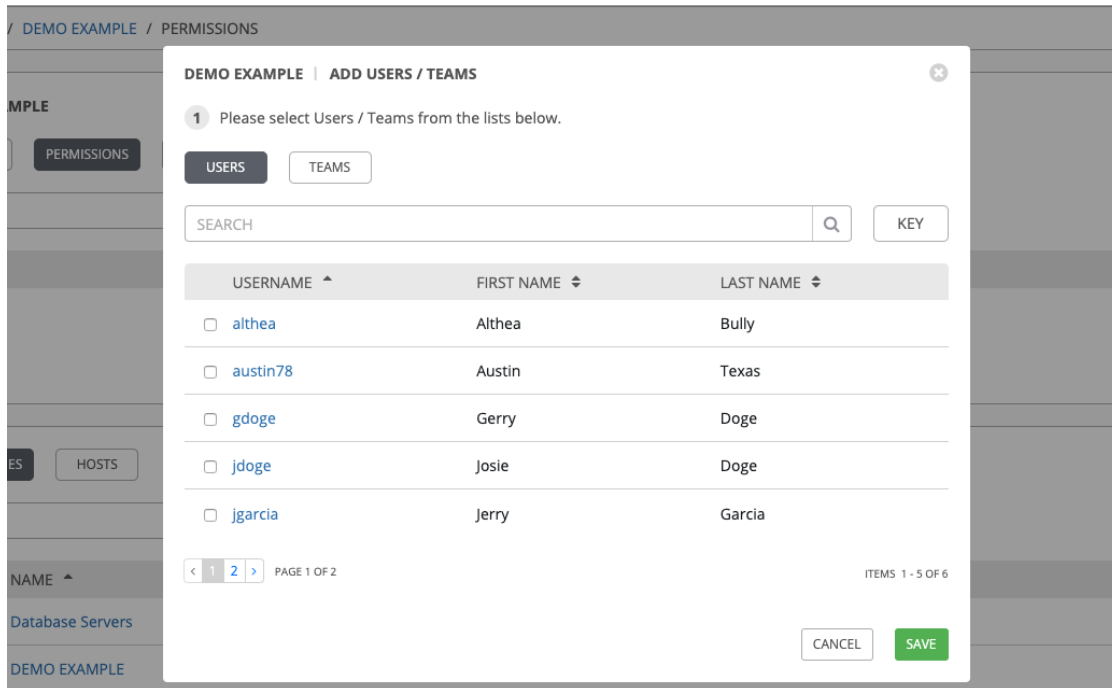 / DEMO EXAMPLE / PERMISSIONS
DEMO EXAMPLE | ADD USERS / TEAMS
1 Please select Users / Teams from the lists below.
PERMISSIONS
USERS TEAMS
SEARCH KEY
USERNAME FIRST NAME LAST NAME
althea Althea Bully
austin78 Austin Texas
gdoge Gerry Doge
HOSTS
jdoge Josie Doge
jgarcia Jerry Garcia
< 1 2 > PAGE 1 OF 2 ITEMS 1 - 5 OF 6
NAME
Database Servers
CANCEL SAVE
DEMO EXAMPLE